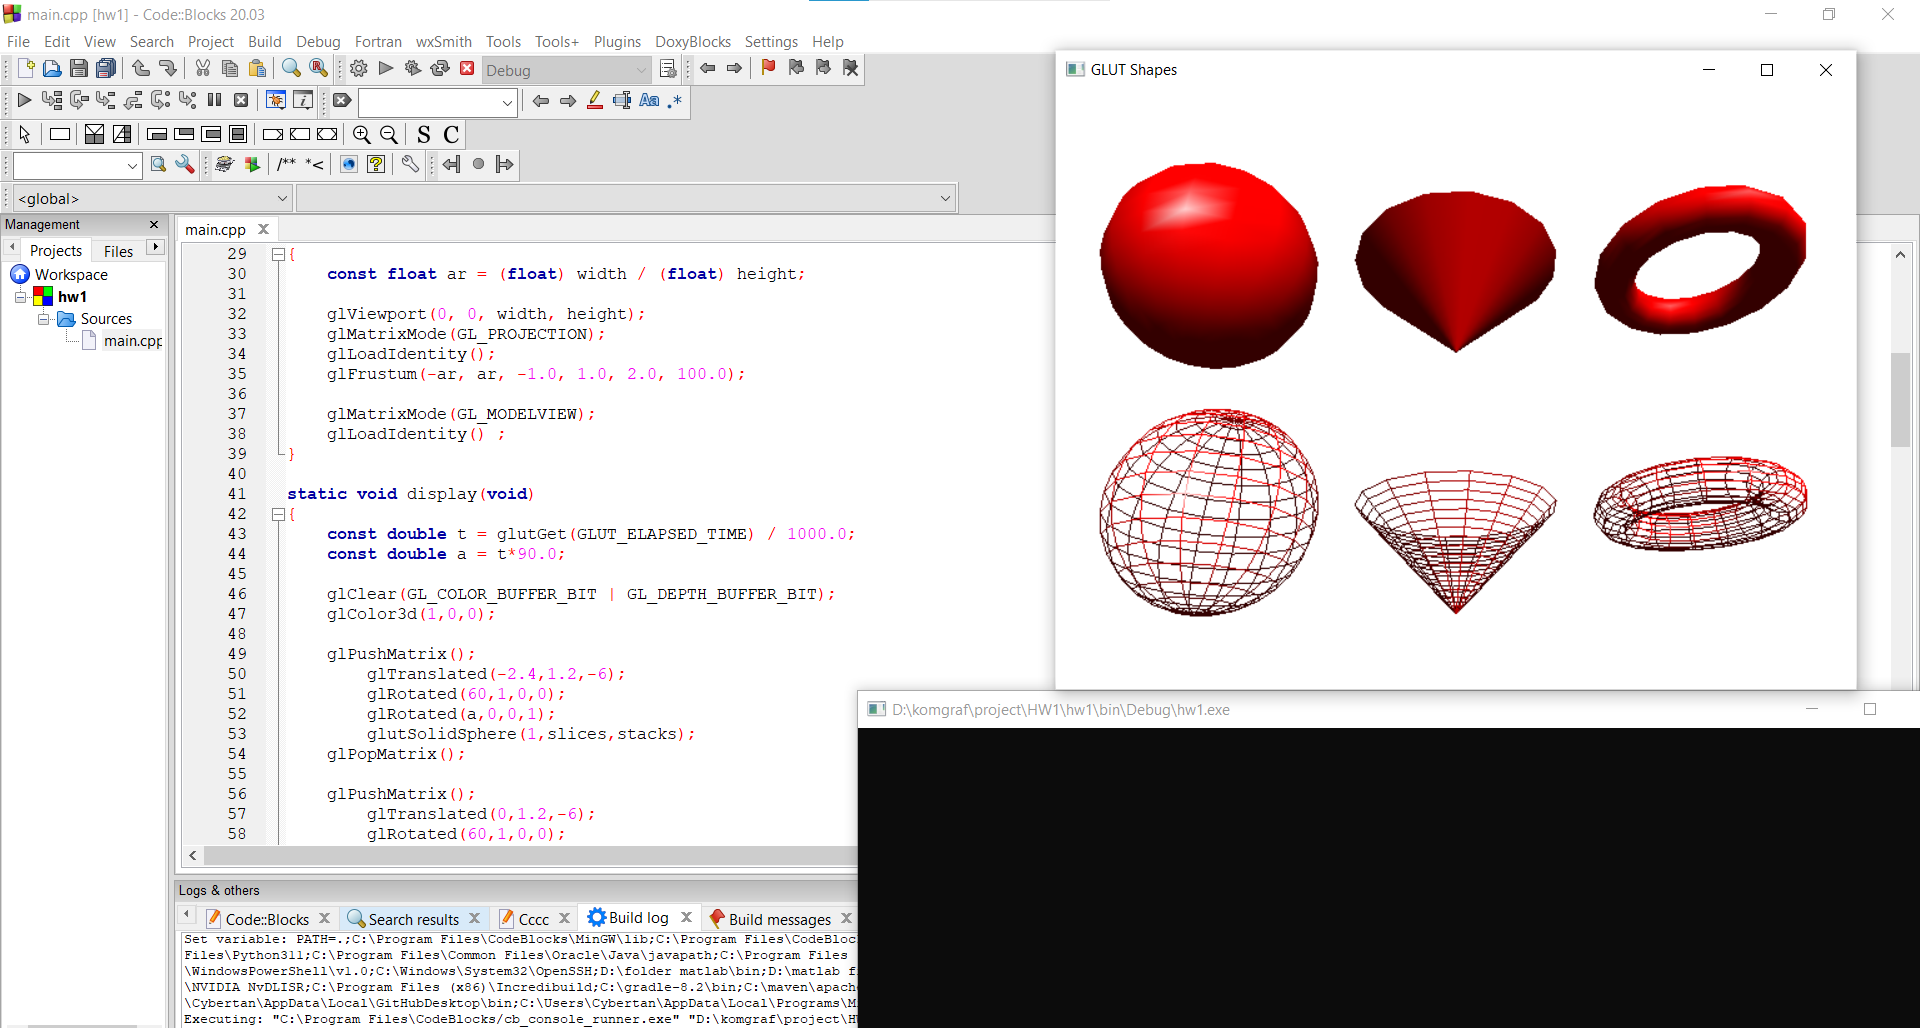 main.cpp [hw1] - Code::Blocks 20.03
File Edit View Search Project Build Debug Fortran wxSmith Tools Tools+ Plugins DoxyBlocks Settings Help
Debug
Aa .*
S C
/** *<
<global>
Management
Projects Files
Workspace
hw1
Sources
main.cpp
main.cpp
29 {
30 const float ar = (float) width / (float) height;
31
32 glViewport(0, 0, width, height);
33 glMatrixMode(GL_PROJECTION);
34 glLoadIdentity();
35 glFrustum(-ar, ar, -1.0, 1.0, 2.0, 100.0);
36
37 glMatrixMode(GL_MODELVIEW);
38 glLoadIdentity() ;
39 }
40
41 static void display(void)
42 {
43 const double t = glutGet(GLUT_ELAPSED_TIME) / 1000.0;
44 const double a = t*90.0;
45
46 glClear(GL_COLOR_BUFFER_BIT | GL_DEPTH_BUFFER_BIT);
47 glColor3d(1,0,0);
48
49 glPushMatrix();
50 glTranslated(-2.4,1.2,-6);
51 glRotated(60,1,0,0);
52 glRotated(a,0,0,1);
53 glutSolidSphere(1,slices,stacks);
54 glPopMatrix();
55
56 glPushMatrix();
57 glTranslated(0,1.2,-6);
58 glRotated(60,1,0,0);
GLUT Shapes
D:\komgraf\project\HW1\hw1\bin\Debug\hw1.exe
Logs & others
Code::Blocks Search results Cccc Build log Build messages
Set variable: PATH=.;C:\Program Files\CodeBlocks\MinGW\lib;C:\Program Files\CodeBloc
Files\Python311;C:\Program Files\Common Files\Oracle\Java\javapath;C:\Program Files
\WindowsPowerShell\v1.0;C:\Windows\System32\OpenSSH;D:\folder matlab\bin;D:\matlab f
\NVIDIA NvDLISR;C:\Program Files (x86)\Incredibuild;C:\gradle-8.2\bin;C:\maven\apach
\Cybertan\AppData\Local\GitHubDesktop\bin;C:\Users\Cybertan\AppData\Local\Programs\M
Executing: "C:\Program Files\CodeBlocks/cb_console_runner.exe" "D:\komgraf\project\H